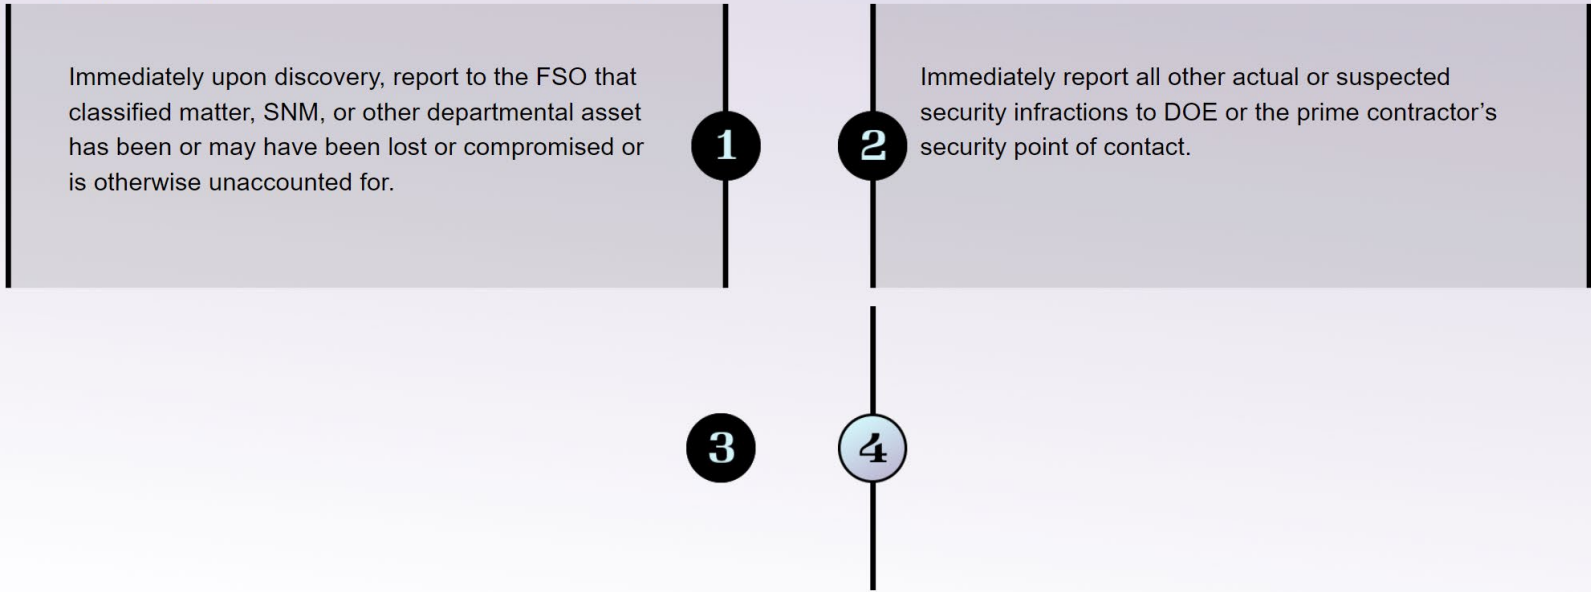 Immediately upon discovery, report to the FSO that
classified matter, SNM, or other departmental asset
has been or may have been lost or compromised or
is otherwise unaccounted for.
1
2
Immediately report all other actual or suspected
security infractions to DOE or the prime contractor’s
security point of contact.
3
4